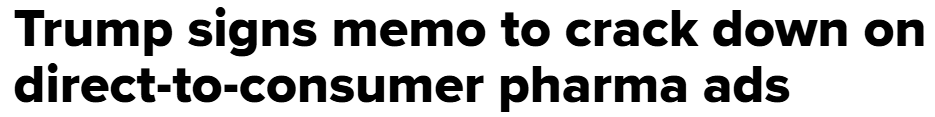 Trump signs memo to crack down on
direct-to-consumer pharma ads